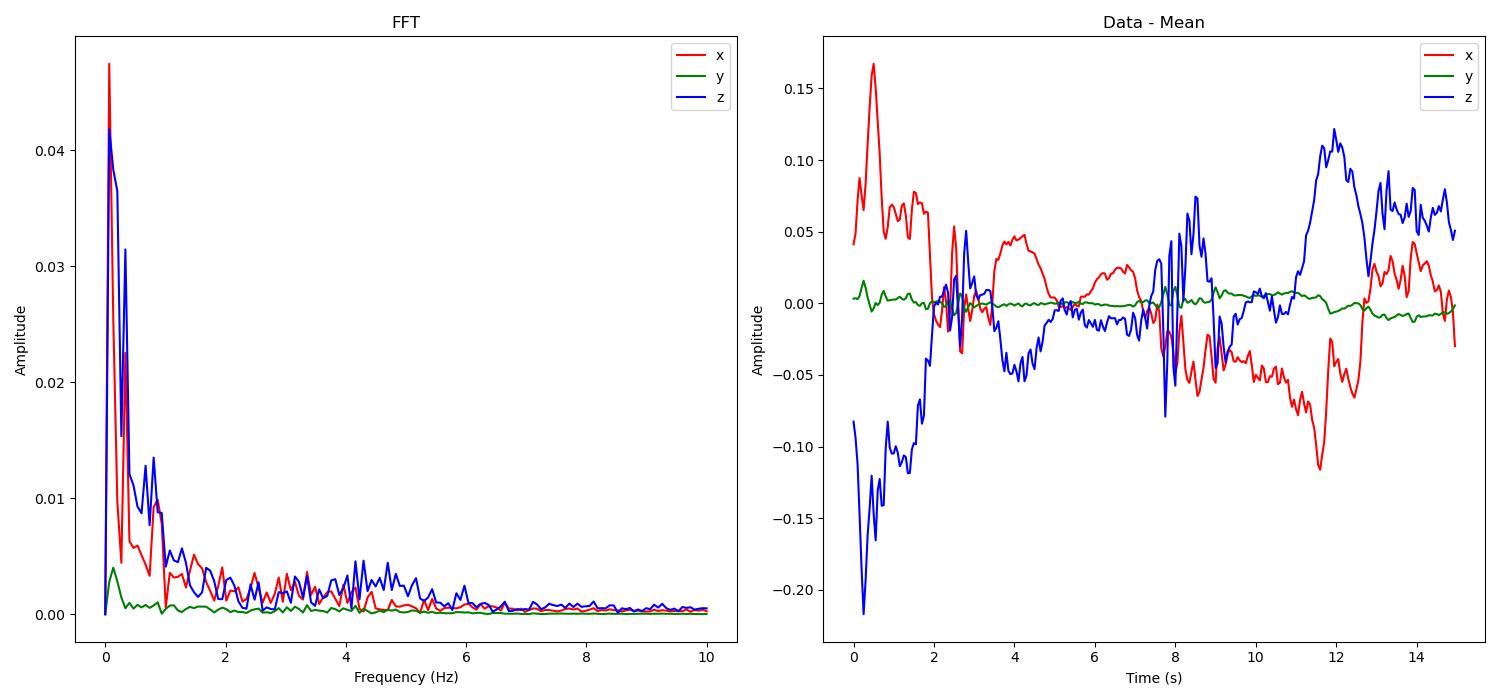 FFT
x
y
z
0.04
0.03
0.02
0.01
0.00
Amplitude
0 2 4 6 8 10
Frequency (Hz)
Data - Mean
x
y
z
0.15
0.10
0.05
0.00
−0.05
−0.10
−0.15
−0.20
Amplitude
0 2 4 6 8 10 12 14
Time (s)